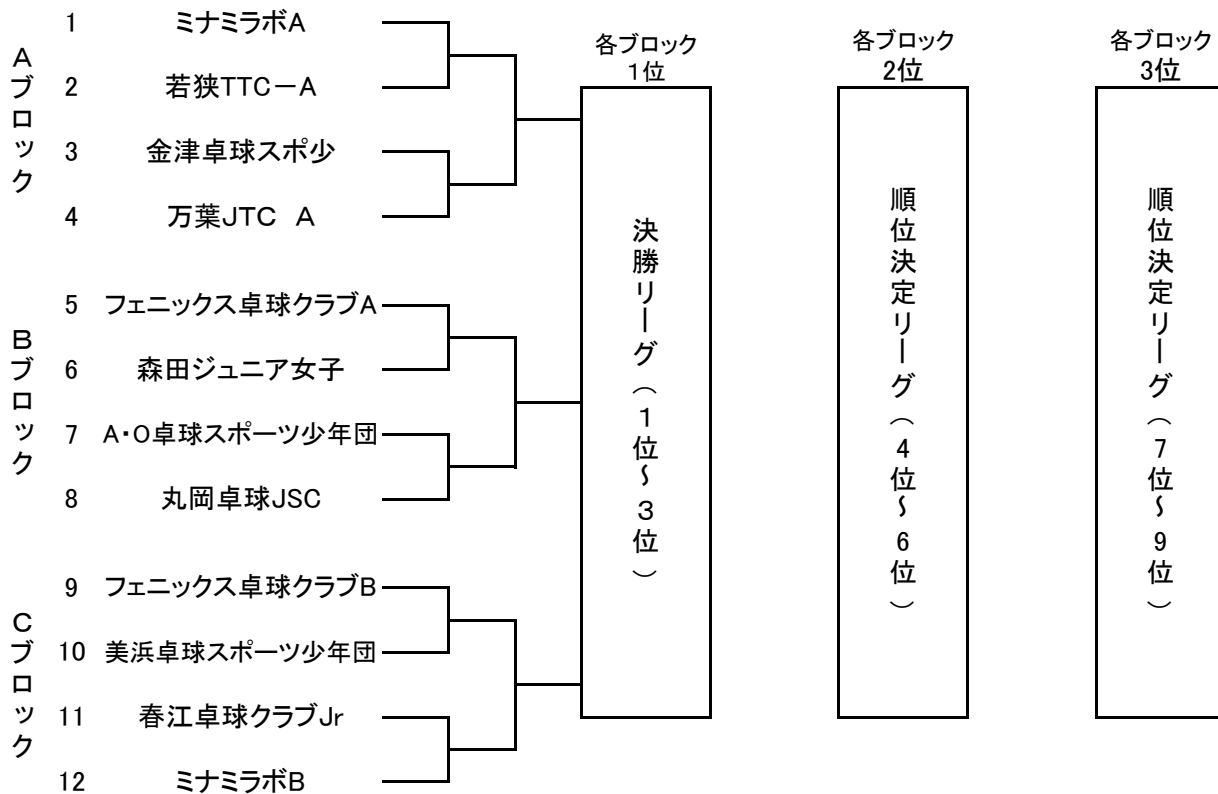 Aブロック
1 ミナミラボA
2 若狭TTC－A
3 金津卓球スポ少
4 万葉JTC　A
Bブロック
5 フェニックス卓球クラブA
6 森田ジュニア女子
7 A・O卓球スポーツ少年団
8 丸岡卓球JSC
Cブロック
9 フェニックス卓球クラブB
10 美浜卓球スポーツ少年団
11 春江卓球クラブJr
12 ミナミラボB
各ブロック
１位
決勝リーグ（１位～３位）
各ブロック
2位
順位決定リーグ（4位～6位）
各ブロック
3位
順位決定リーグ（7位～9位）